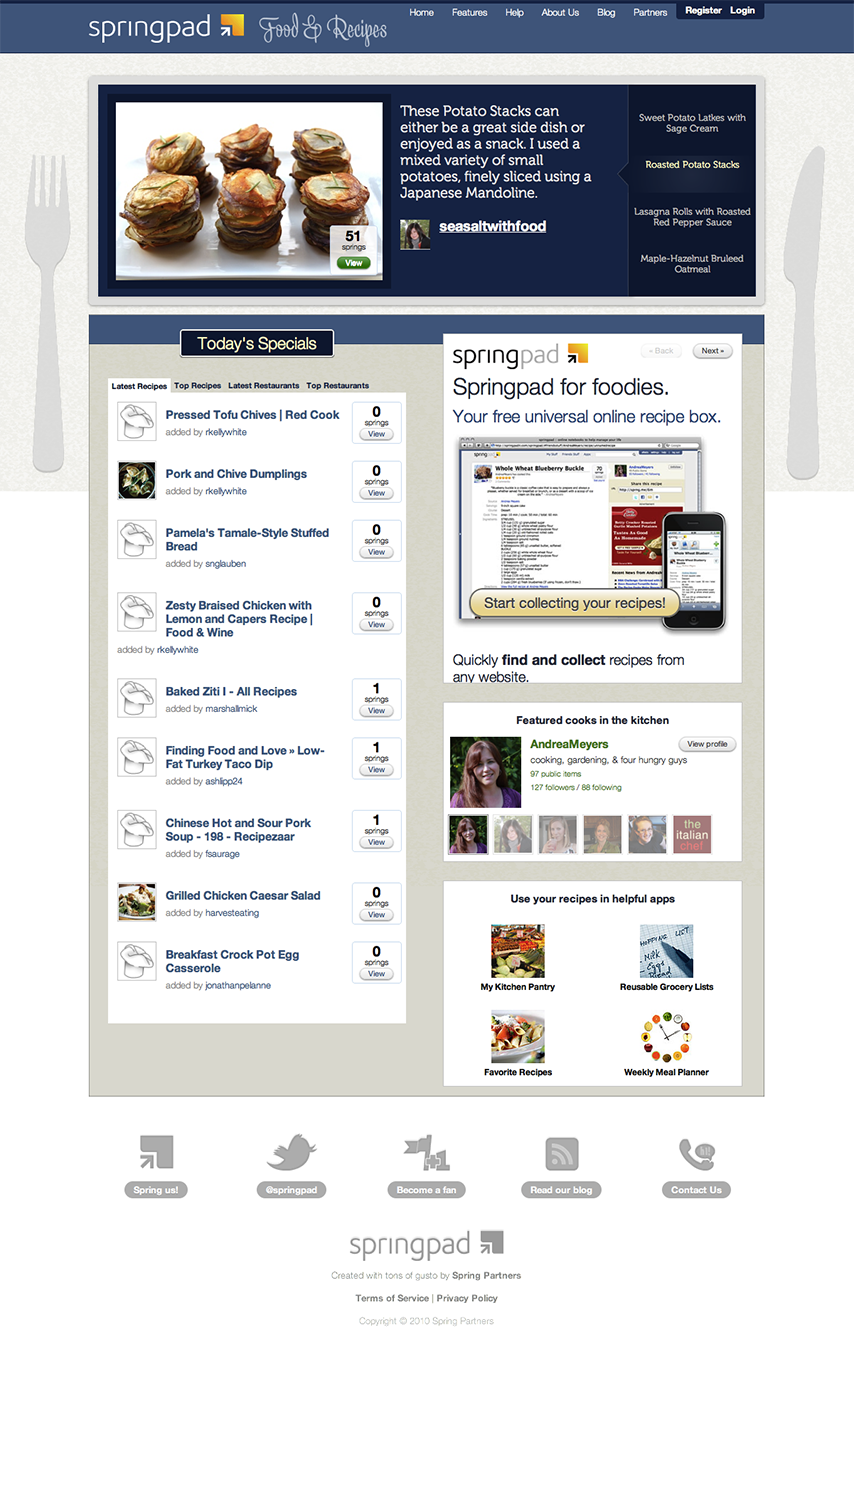 springpad
Food & Recipes
Home Features Help About Us Blog Partners Register Login
These Potato Stacks can
either be a great side dish or
enjoyed as a snack. I used a
mixed variety of small
potatoes, finely sliced using a
Japanese Mandoline.
seasaltwithfood
51
springs
View
Sweet Potato Latkes with
Sage Cream
Roasted Potato Stacks
Lasagna Rolls with Roasted
Red Pepper Sauce
Maple-Hazelnut Bruleed
Oatmeal
Today's Specials
Latest Recipes Top Recipes Latest Restaurants Top Restaurants
Pressed Tofu Chives | Red Cook
added by rkellywhite
0
springs
View
Pork and Chive Dumplings
added by rkellywhite
0
springs
View
Pamela's Tamale-Style Stuffed
Bread
added by snglauben
0
springs
View
Zesty Braised Chicken with
Lemon and Capers Recipe |
Food & Wine
added by rkellywhite
0
springs
View
Baked Ziti I - All Recipes
added by marshallmick
1
springs
View
Finding Food and Love » Low-
Fat Turkey Taco Dip
added by ashlipp24
1
springs
View
Chinese Hot and Sour Pork
Soup - 198 - Recipezaar
added by fsaurage
1
springs
View
Grilled Chicken Caesar Salad
added by harvesteating
0
springs
View
Breakfast Crock Pot Egg
Casserole
added by jonathanpelanne
0
springs
View
springpad
« Back Next »
Springpad for foodies.
Your free universal online recipe box.
Whole Wheat Blueberry Buckle
Start collecting your recipes!
Quickly find and collect recipes from
any website.
Featured cooks in the kitchen
AndreaMeyers
View profile
cooking, gardening, & four hungry guys
97 public items
127 followers / 88 following
the
italian
chef
Use your recipes in helpful apps
My Kitchen Pantry
Reusable Grocery Lists
Favorite Recipes
Weekly Meal Planner
Spring us!
@springpad
+1
Become a fan
Read our blog
hi!
Contact Us
springpad
Created with tons of gusto by Spring Partners
Terms of Service | Privacy Policy
Copyright © 2010 Spring Partners